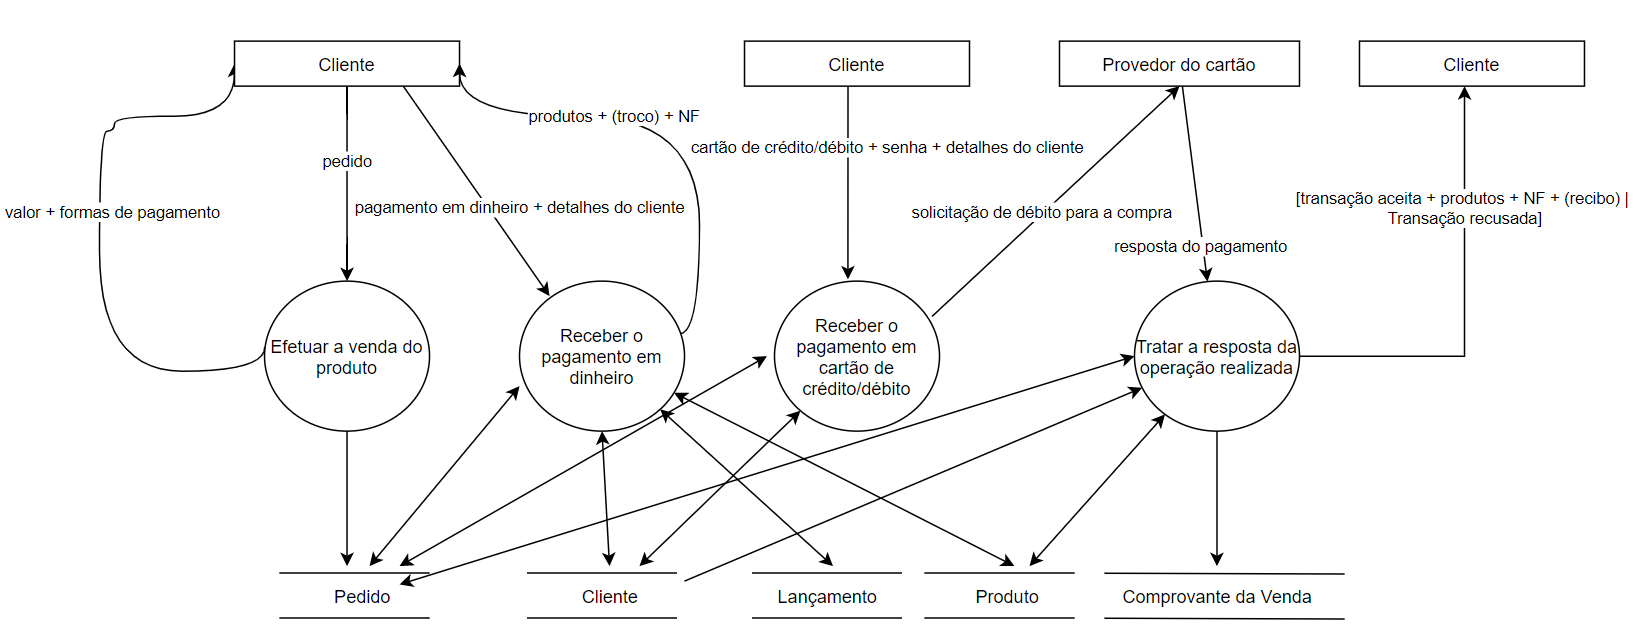 Cliente
Cliente
Provedor do cartão
Cliente
produtos + (troco) + NF
pedido
cartão de crédito/débito + senha + detalhes do cliente
valor + formas de pagamento
pagamento em dinheiro + detalhes do cliente
solicitação de débito para a compra
[transação aceita + produtos + NF + (recibo) |
Transação recusada]
resposta do pagamento
Efetuar a venda do
produto
Receber o
pagamento em
dinheiro
Receber o
pagamento em
cartão de
crédito/débito
Tratar a resposta da
operação realizada
Pedido
Cliente
Lançamento
Produto
Comprovante da Venda